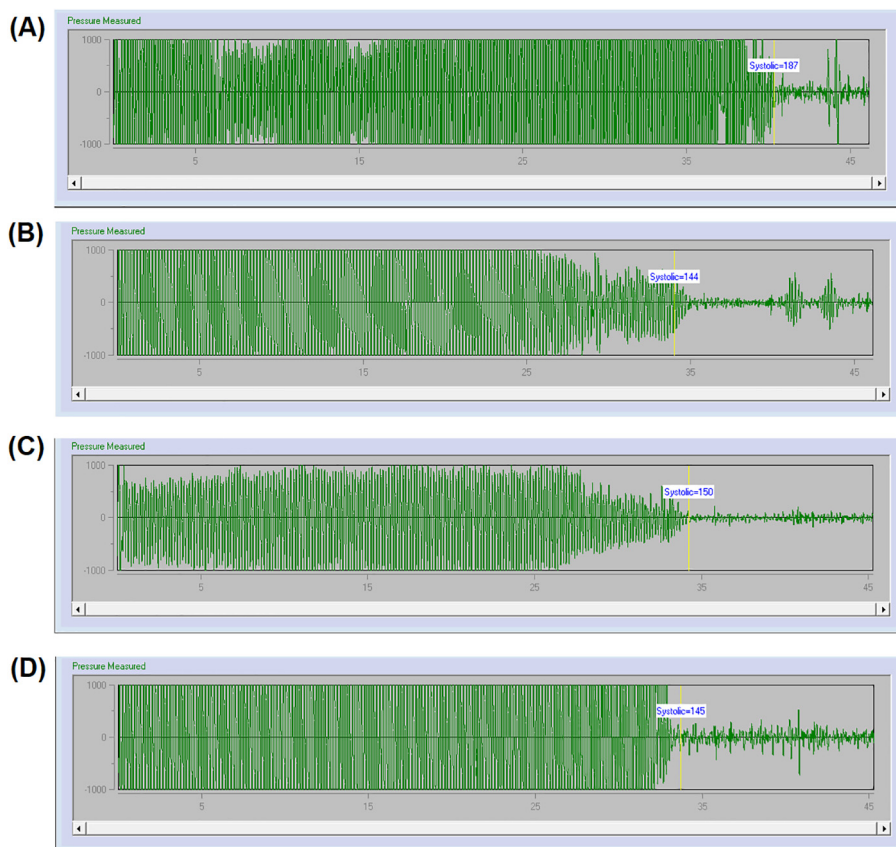 (A)
Pressure Measured
1000
Systolic=187
0
-1000
5 15 25 35 45
(B)
Pressure Measured
1000
Systolic=144
0
-1000
5 15 25 35 45
(C)
Pressure Measured
1000
Systolic=150
0
-1000
5 15 25 35 45
(D)
Pressure Measured
1000
Systolic=145
0
-1000
5 15 25 35 45